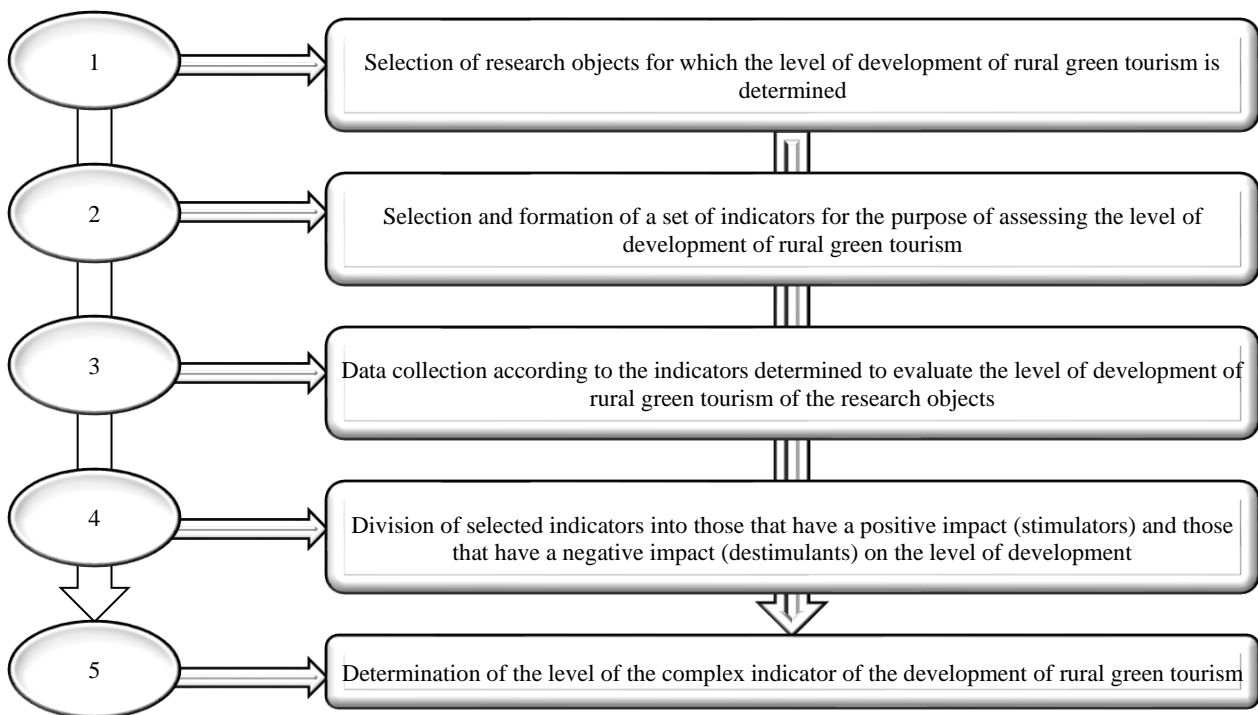 1
Selection of research objects for which the level of development of rural green tourism is
determined
2
Selection and formation of a set of indicators for the purpose of assessing the level of
development of rural green tourism
3
Data collection according to the indicators determined to evaluate the level of development of
rural green tourism of the research objects
4
Division of selected indicators into those that have a positive impact (stimulators) and those
that have a negative impact (destimulants) on the level of development
5
Determination of the level of the complex indicator of the development of rural green tourism